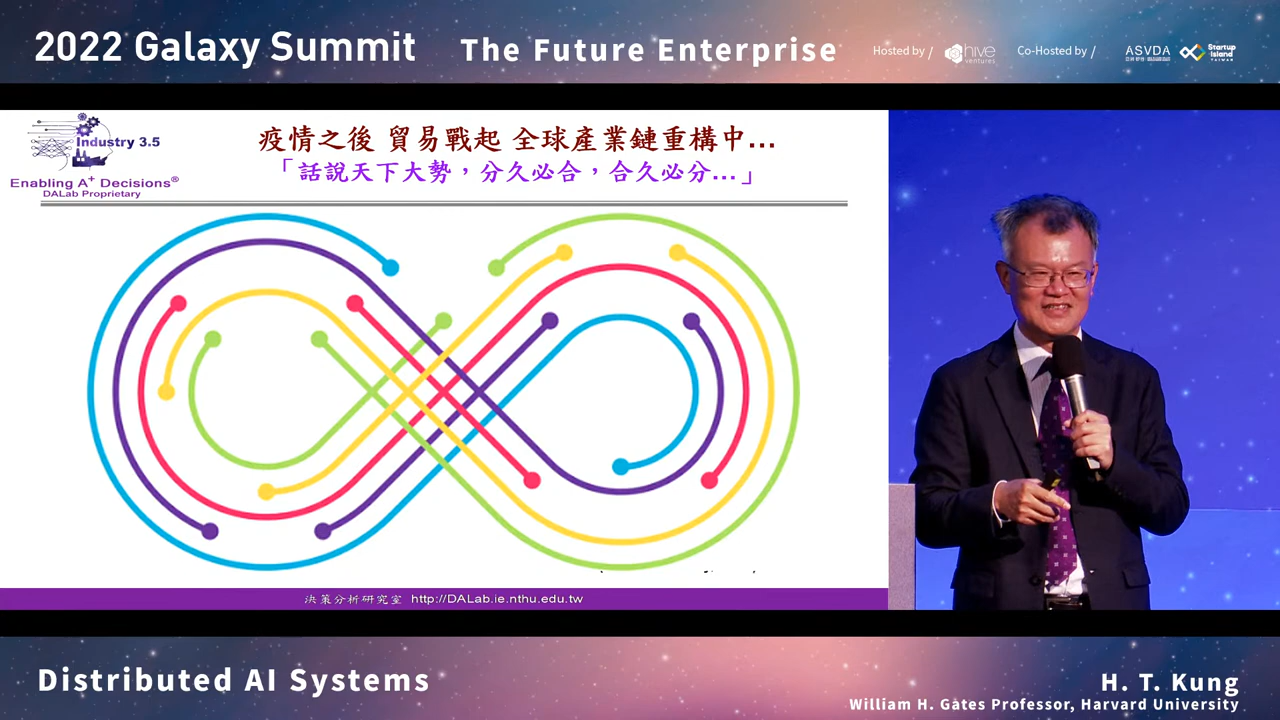 2022 Galaxy Summit
The Future Enterprise
Hosted by /
hive
ventures
Co-Hosted by /
ASVDA
Startup
Island
TAIWAN
Industry 3.5
Enabling A+ Decisions®
DALab Proprietary
疫情之後 貿易戰起 全球產業鏈重構中...
「話說天下大勢，分久必合，合久必分...」
決策分析研究室 http://DALab.ie.nthu.edu.tw
Distributed AI Systems
H. T. Kung
William H. Gates Professor, Harvard University